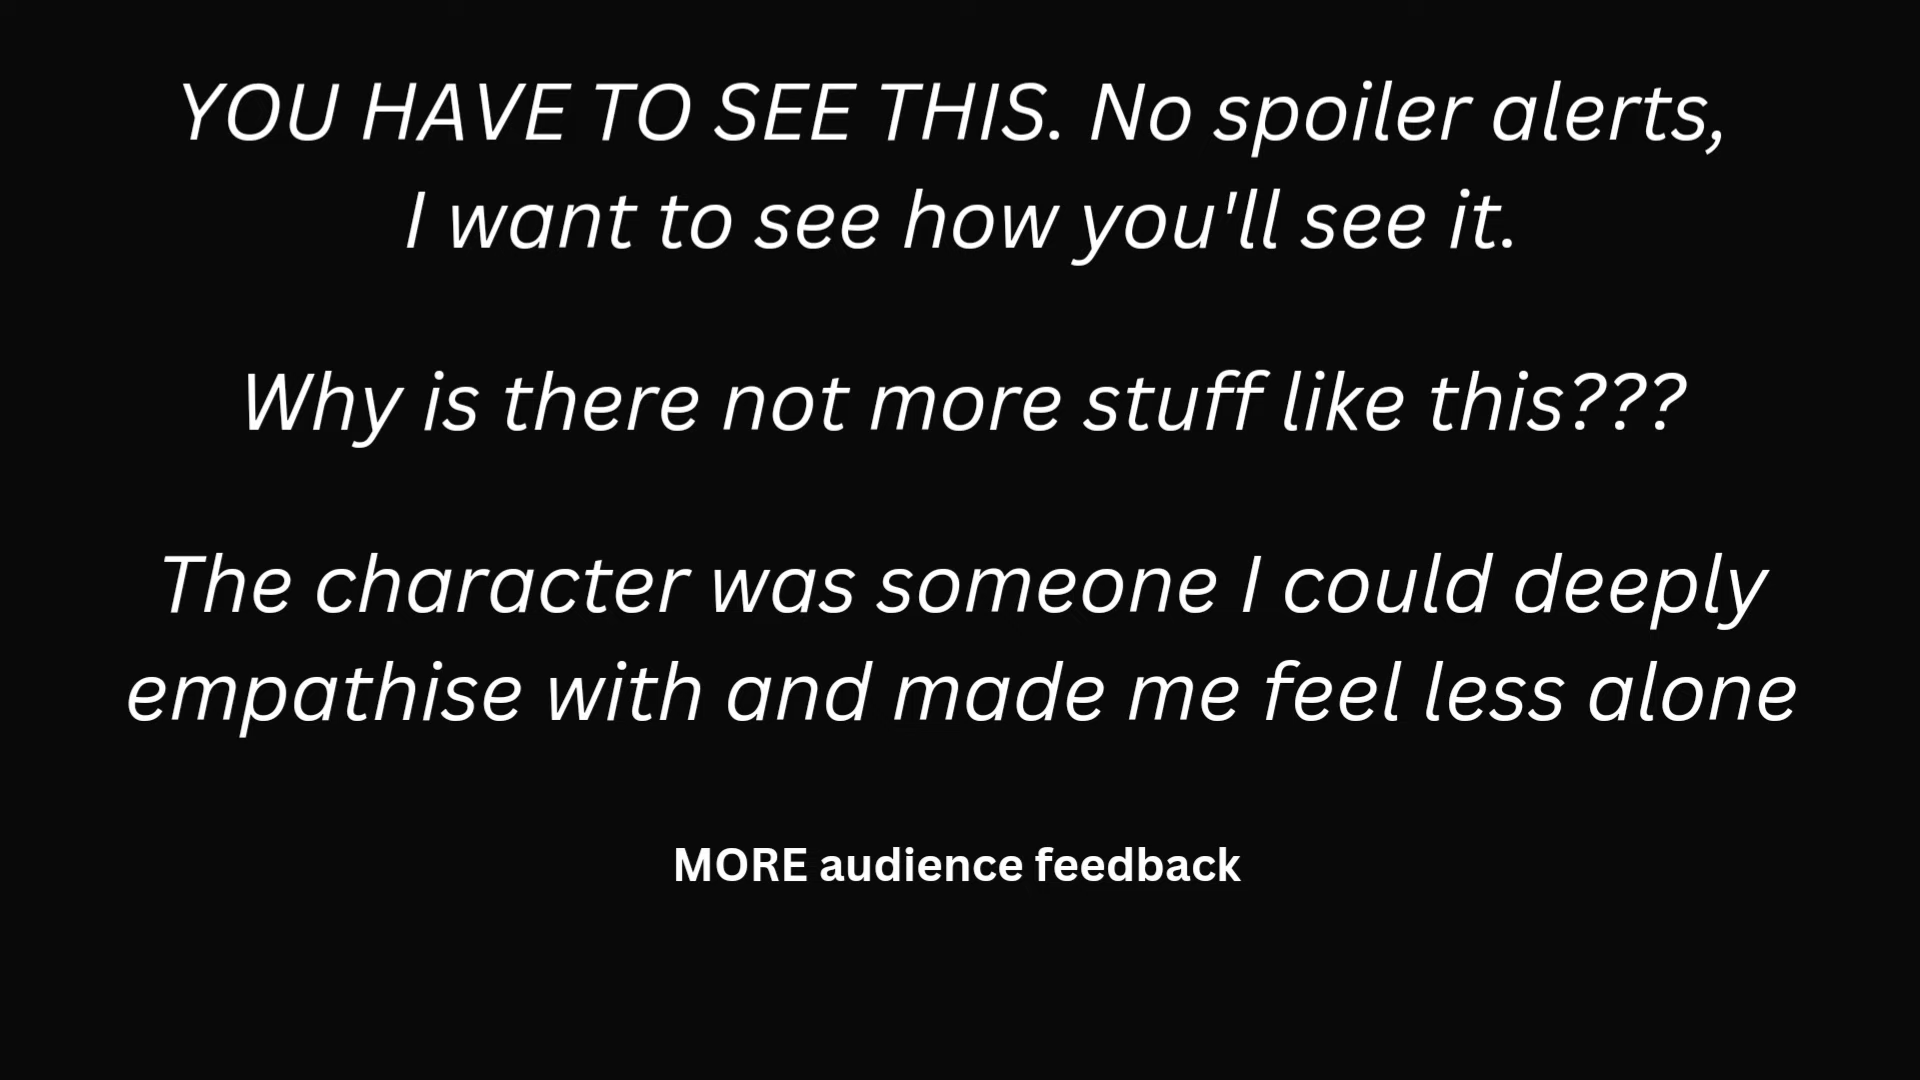 YOU HAVE TO SEE THIS. No spoiler alerts,
I want to see how you'll see it.
Why is there not more stuff like this???
The character was someone I could deeply
empathise with and made me feel less alone
MORE audience feedback